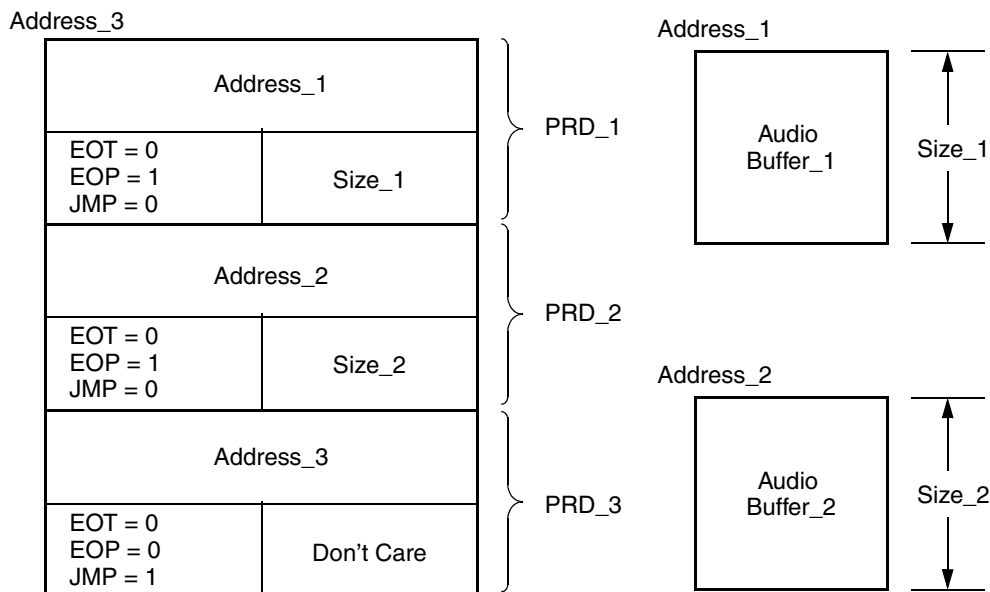 Address_3
Address_1
EOT = 0
EOP = 1
JMP = 0
Size_1
PRD_1
Address_2
EOT = 0
EOP = 1
JMP = 0
Size_2
PRD_2
Address_3
EOT = 0
EOP = 0
JMP = 1
Don't Care
PRD_3
Address_1
Audio
Buffer_1
Size_1
Address_2
Audio
Buffer_2
Size_2